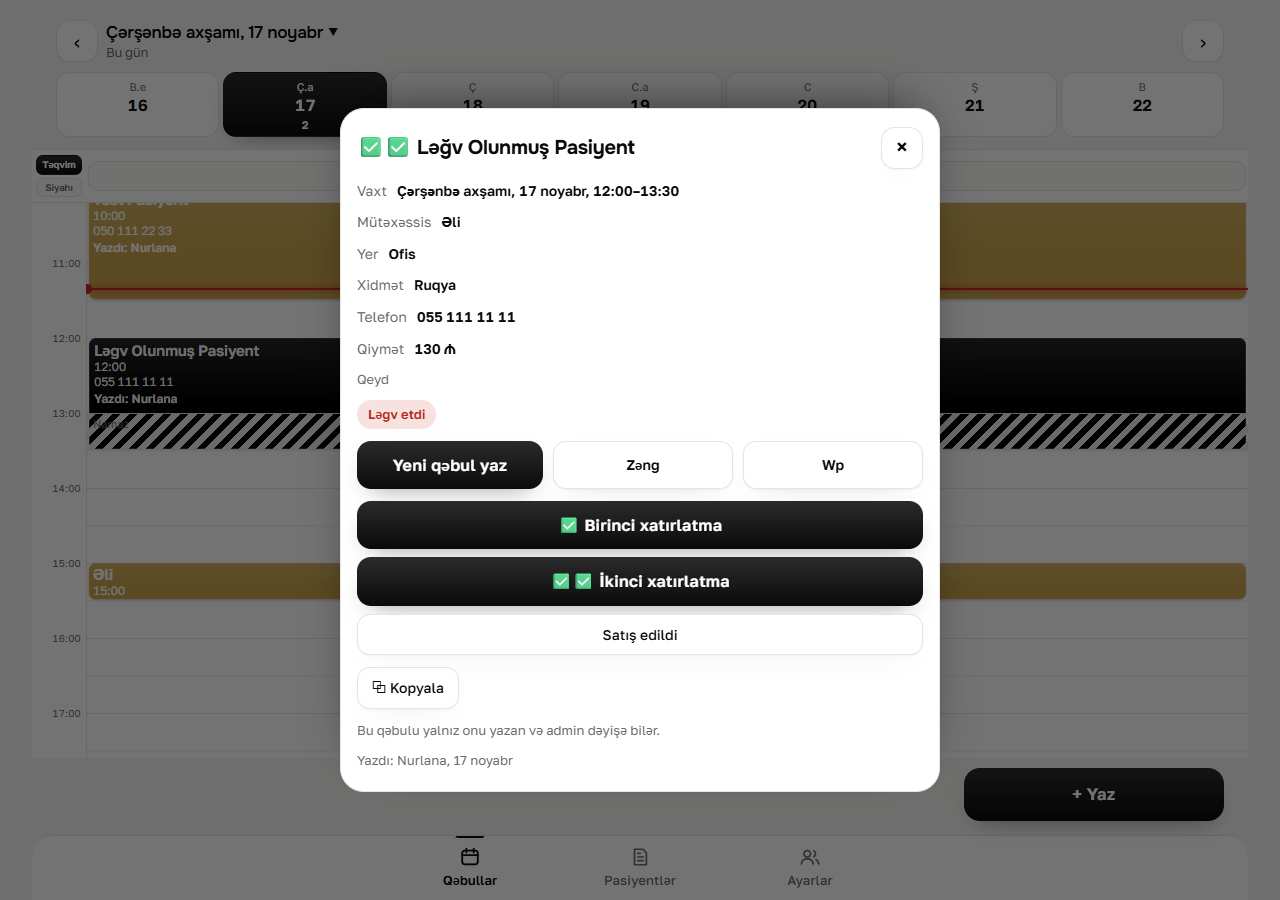 Çərşənbə axşamı, 17 noyabr ▼
Bu gün
B.e
16
Ç.a
17
2
Ç
18
C.a
19
C
20
Ş
21
B
22
Təqvim
Siyahı
10:00
050 111 22 33
Yazdı: Nurlana
11:00
12:00
Ləğv Olunmuş Pasiyent
12:00
055 111 11 11
Yazdı: Nurlana
13:00
14:00
15:00
Əli
15:00
16:00
17:00
✅✅ Ləğv Olunmuş Pasiyent
×
Vaxt Çərşənbə axşamı, 17 noyabr, 12:00–13:30
Mütəxəssis Əli
Yer Ofis
Xidmət Ruqya
Telefon 055 111 11 11
Qiymət 130 ₼
Qeyd
Ləğv etdi
Yeni qəbul yaz
Zəng
Wp
✅ Birinci xatırlatma
✅✅ İkinci xatırlatma
Satış edildi
Kopyala
Bu qəbulu yalnız onu yazan və admin dəyişə bilər.
Yazdı: Nurlana, 17 noyabr
+ Yaz
Qəbullar
Pasiyentlər
Ayarlar